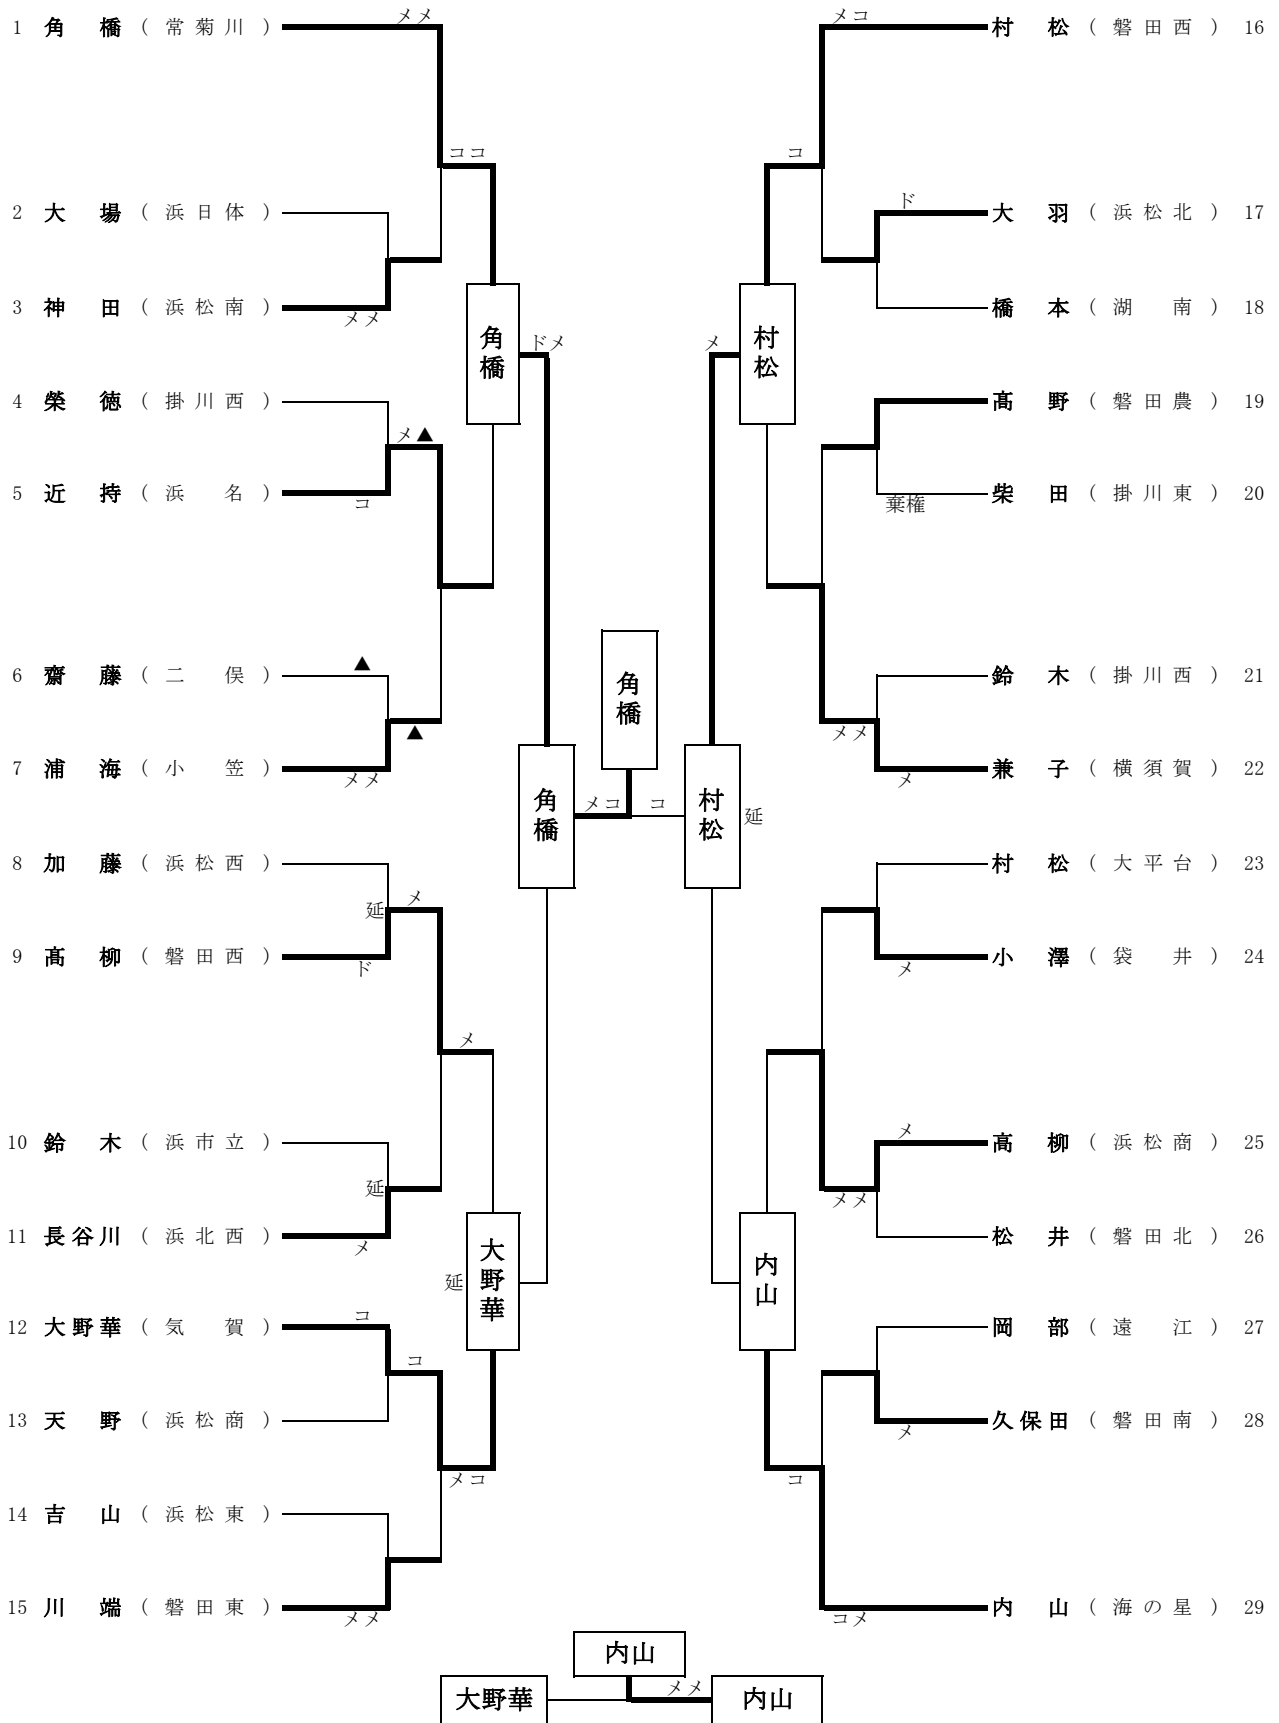 1 角橋 (常菊川) メメ
ココ
2 大場 (浜日体)
3 神田 (浜松南) メメ
角橋 ドメ
4 榮徳 (掛川西)
メ▲
5 近持 (浜名) コ
6 齋藤 (二俣) ▲
▲
7 浦海 (小笠) メメ
角橋
メコ
8 加藤 (浜松西)
延 メ
9 髙柳 (磐田西) ド
メ
10 鈴木 (浜市立)
延
11 長谷川 (浜北西) メ
延 大野華
12 大野華 (気賀) コ
コ
13 天野 (浜松商)
メコ
14 吉山 (浜松東)
15 川端 (磐田東) メメ
角橋
メコ 村松 (磐田西) 16
コ
ド 大羽 (浜松北) 17
橋本 (湖南) 18
メ 村松
髙野 (磐田農) 19
棄権 柴田 (掛川東) 20
鈴木 (掛川西) 21
メメ
メ 兼子 (横須賀) 22
コ 村松 延
村松 (大平台) 23
メ 小澤 (袋井) 24
メ 髙柳 (浜松商) 25
メメ
松井 (磐田北) 26
内山
岡部 (遠江) 27
メ 久保田 (磐田南) 28
コ
コメ 内山 (海の星) 29
内山
大野華 メメ 内山